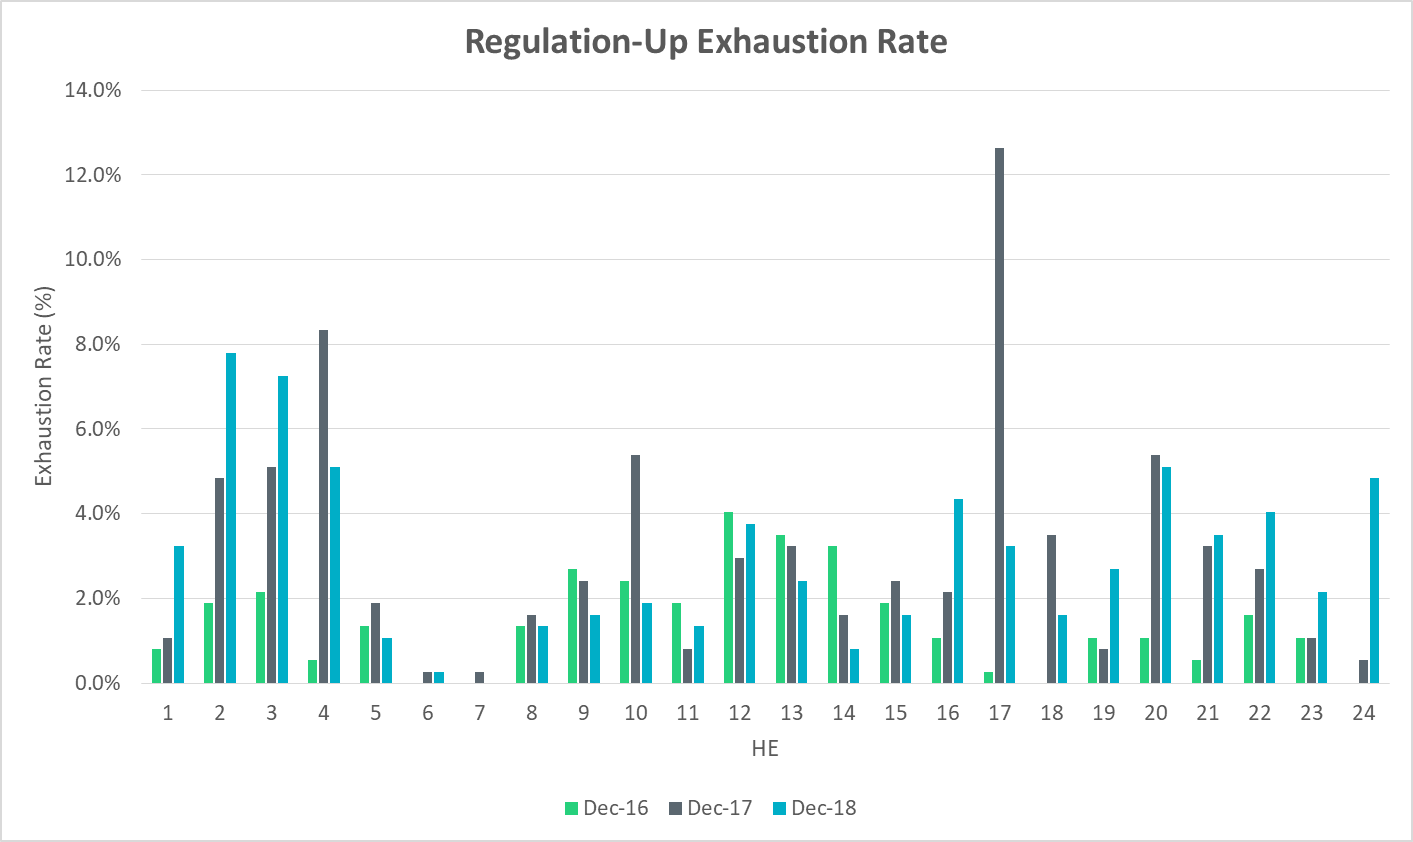 Regulation-Up Exhaustion Rate
14.0%
12.0%
10.0%
8.0%
6.0%
4.0%
2.0%
0.0%
Exhaustion Rate (%)
1 2 3 4 5 6 7 8 9 10 11 12 13 14 15 16 17 18 19 20 21 22 23 24
HE
Dec-16 Dec-17 Dec-18